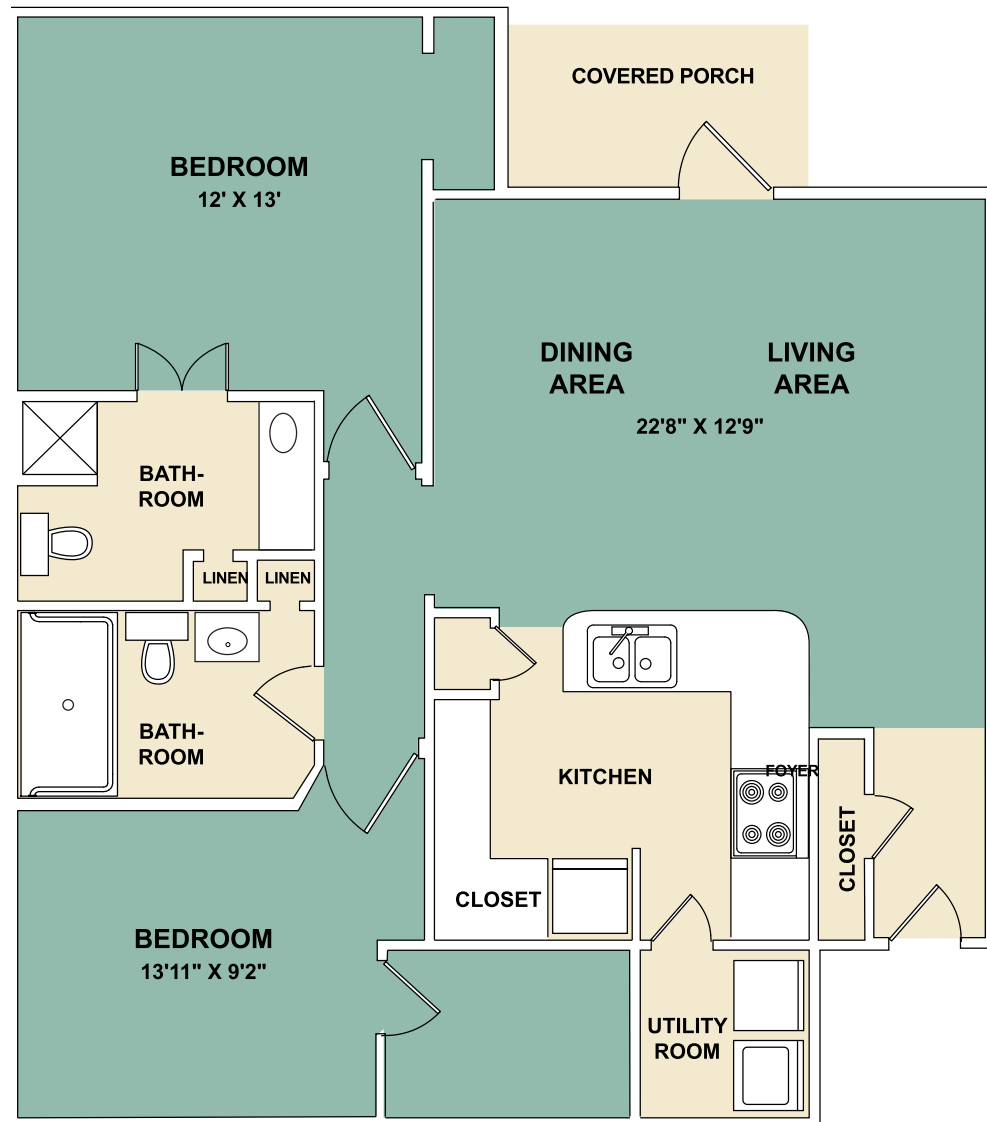 COVERED PORCH
BEDROOM
12' X 13'
DINING
AREA
LIVING
AREA
22'8" X 12'9"
BATH-
ROOM
LINEN
LINEN
BATH-
ROOM
KITCHEN
FOYER
CLOSET
CLOSET
BEDROOM
13'11" X 9'2"
UTILITY
ROOM